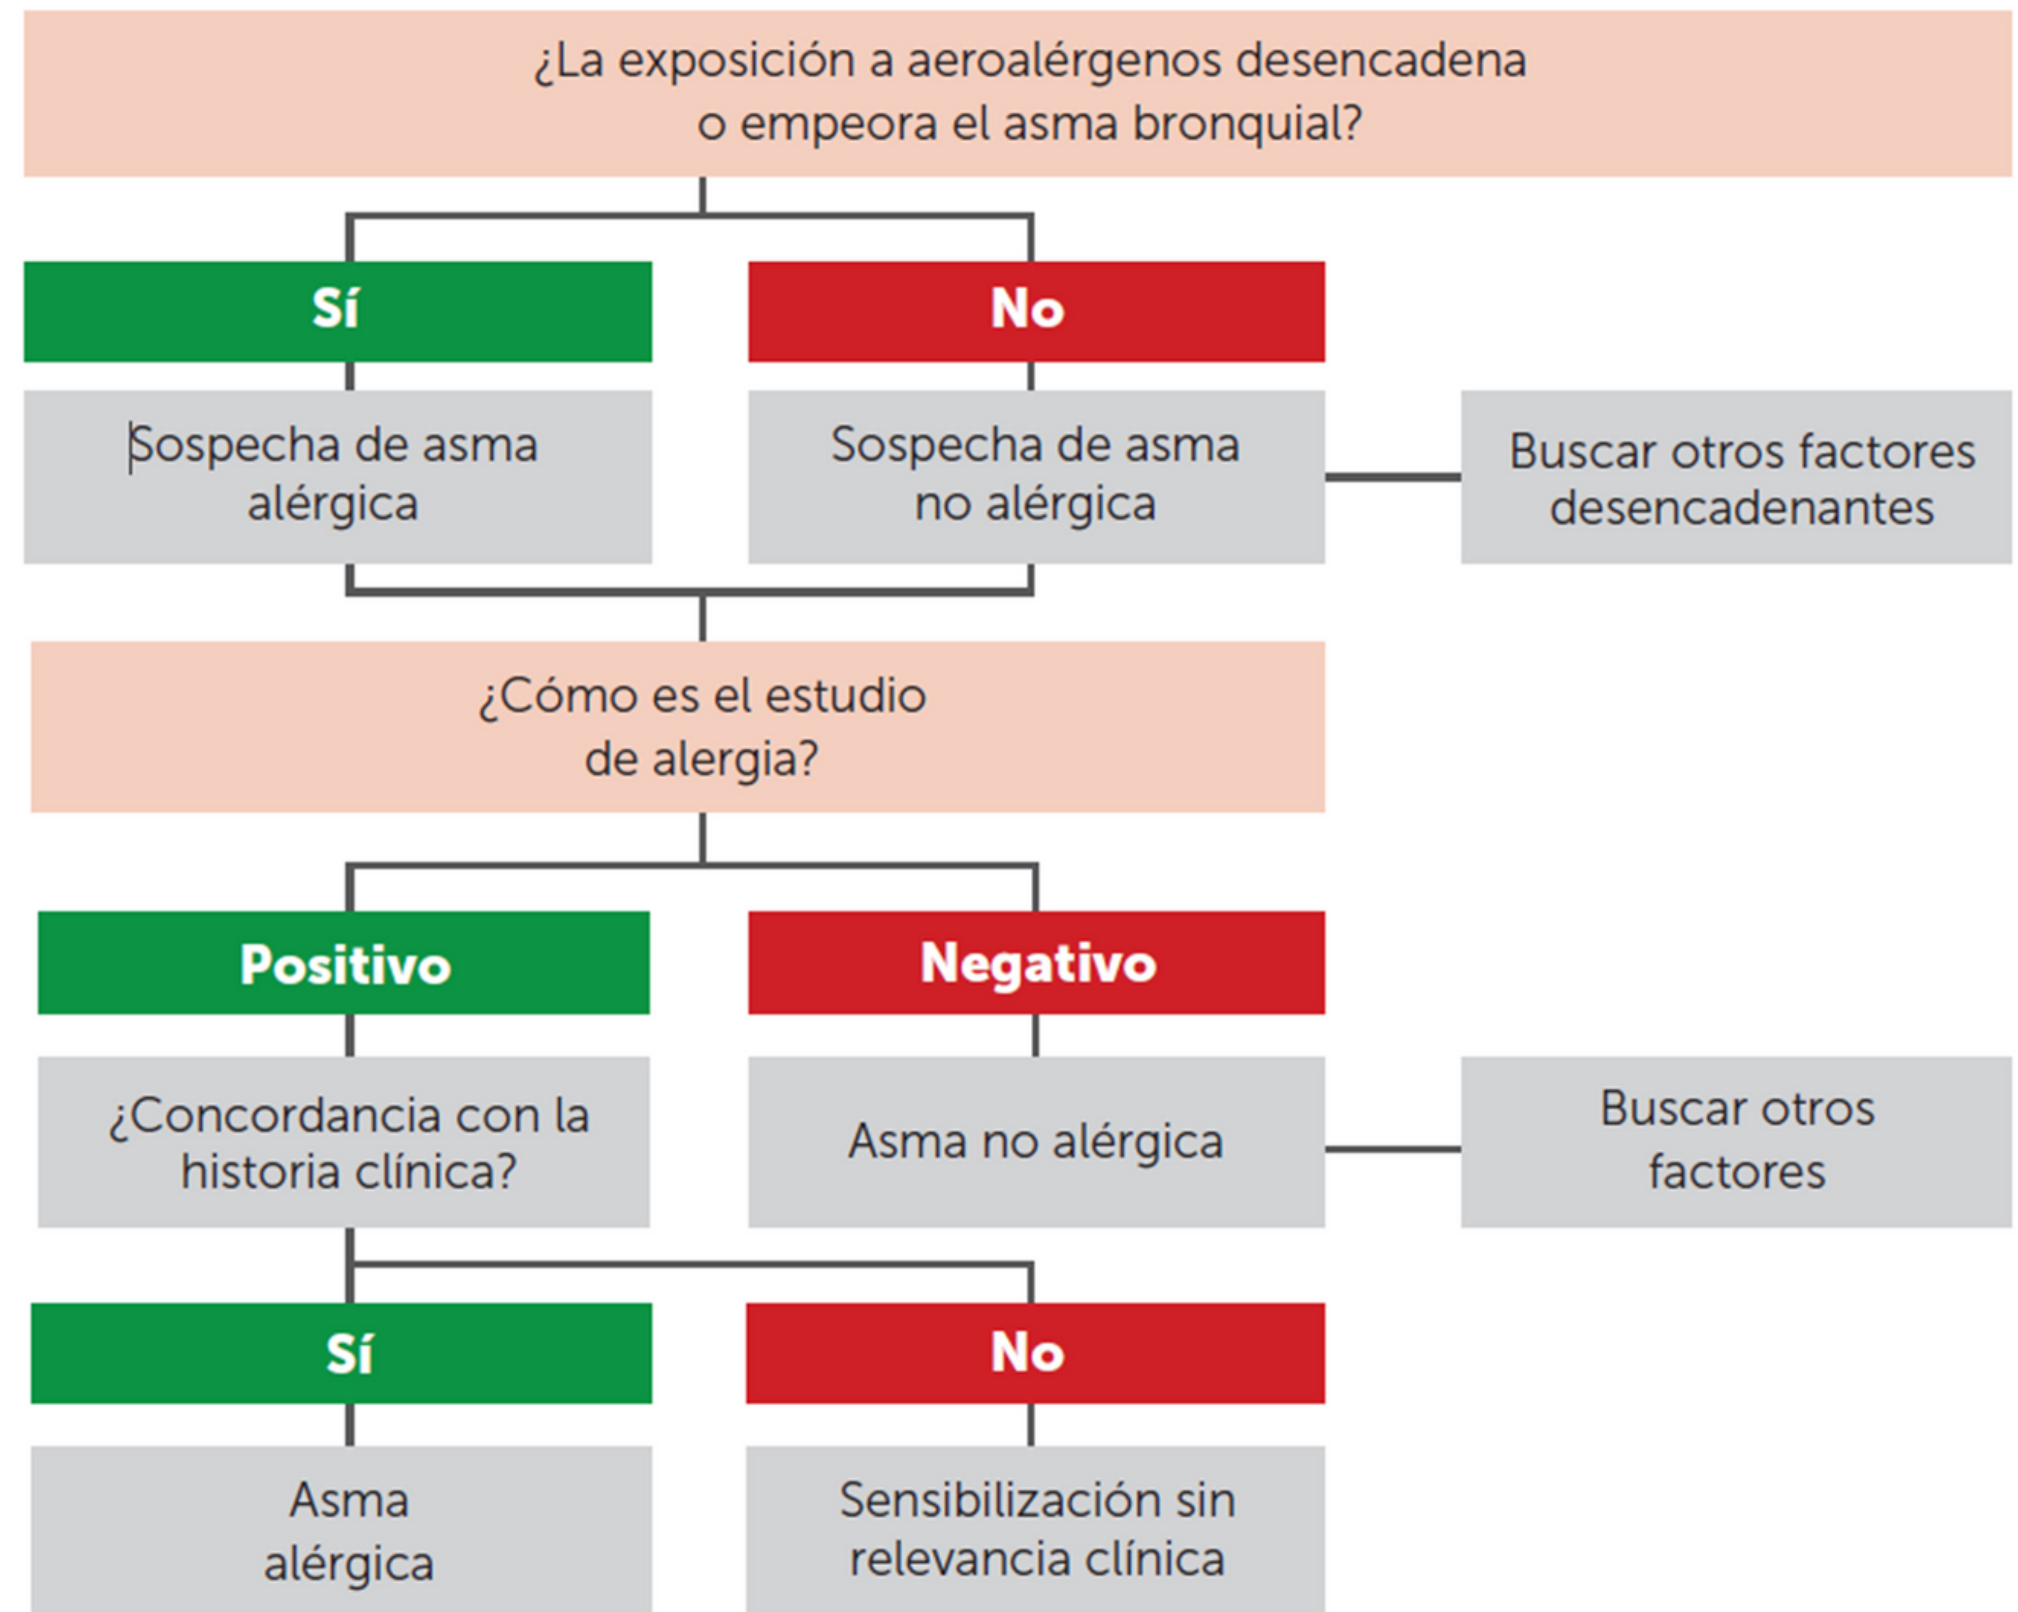 ¿La exposición a aeroalérgenos desencadena
o empeora el asma bronquial?
Sí
No
Sospecha de asma
alérgica
Sospecha de asma
no alérgica
Buscar otros factores
desencadenantes
¿Cómo es el estudio
de alergia?
Positivo
Negativo
¿Concordancia con la
historia clínica?
Asma no alérgica
Buscar otros
factores
Sí
No
Asma
alérgica
Sensibilización sin
relevancia clínica